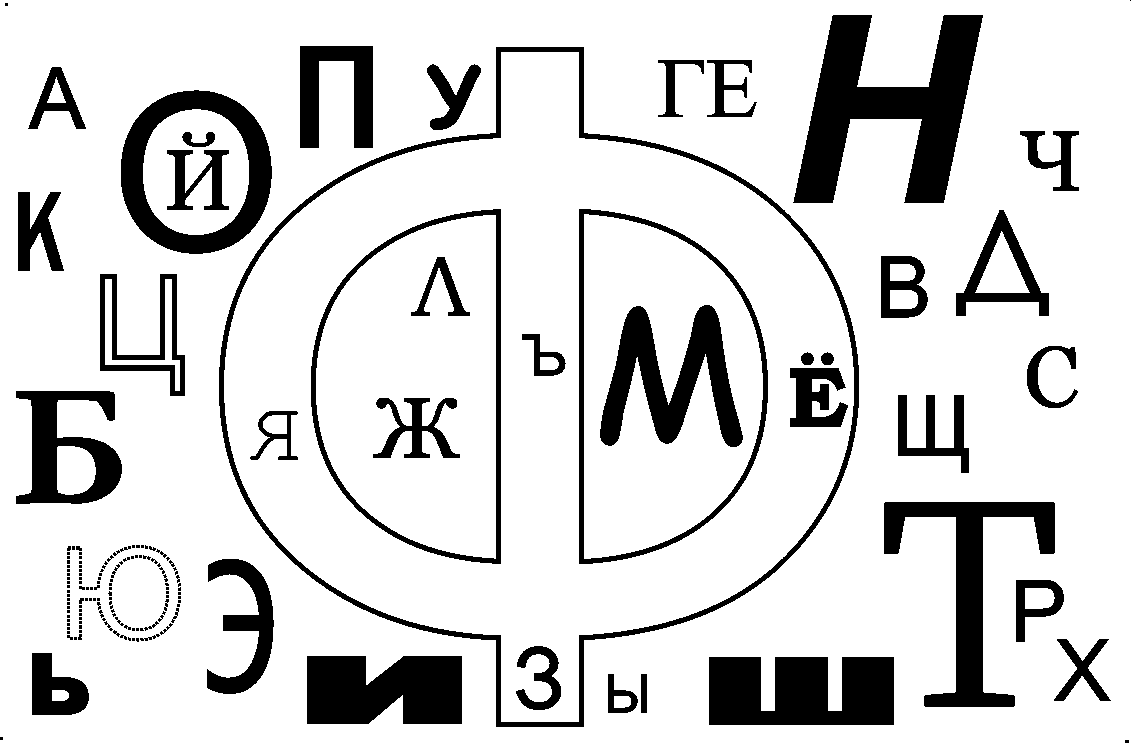 А
О
Й
П
У
Ф
ГЕ
Н
Ч
К
Ц
Л
Ъ
М
Ё
В
Д
С
Б
Я
Ж
Щ
Ю
Э
Т
Р
Х
Ь
И
З
Ы
Ш